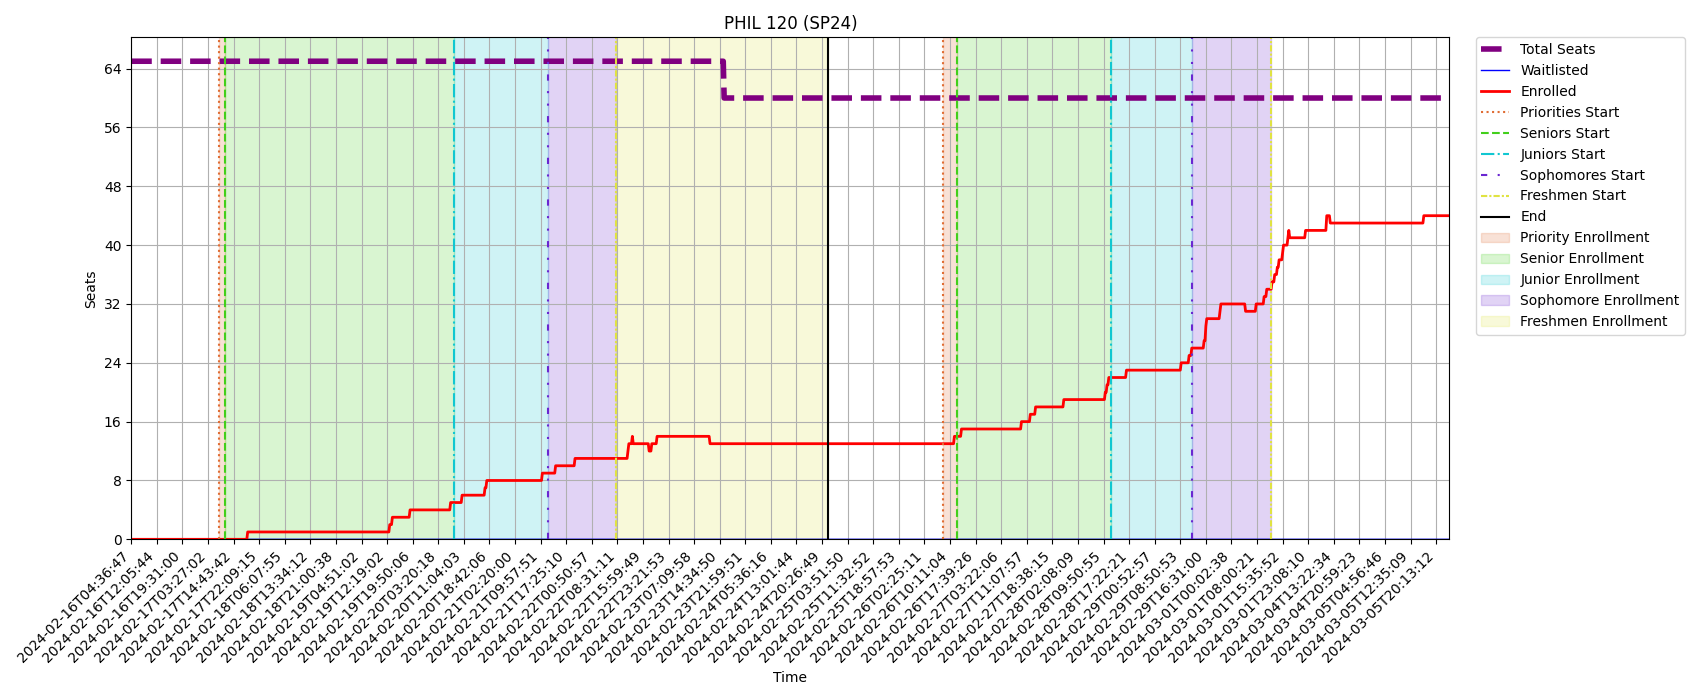 PHIL 120 (SP24)
Total Seats
Waitlisted
Enrolled
Priorities Start
Seniors Start
Juniors Start
Sophomores Start
Freshmen Start
End
Priority Enrollment
Senior Enrollment
Junior Enrollment
Sophomore Enrollment
Freshmen Enrollment
Seats
64
56
48
40
32
24
16
8
0
2024-02-16T04:36:47
2024-02-16T12:05:44
2024-02-16T19:31:00
2024-02-17T03:27:02
2024-02-17T14:43:42
2024-02-17T22:09:15
2024-02-18T06:07:55
2024-02-18T13:34:12
2024-02-18T21:00:38
2024-02-19T04:51:02
2024-02-19T12:19:02
2024-02-19T19:50:06
2024-02-20T03:20:18
2024-02-20T11:04:03
2024-02-20T18:42:06
2024-02-21T02:20:00
2024-02-21T09:57:51
2024-02-21T17:25:10
2024-02-22T00:50:57
2024-02-22T08:31:11
2024-02-22T15:59:49
2024-02-22T23:21:53
2024-02-23T07:09:58
2024-02-23T14:34:50
2024-02-23T21:59:51
2024-02-24T05:36:16
2024-02-24T13:01:44
2024-02-24T20:26:49
2024-02-25T03:51:50
2024-02-25T11:32:52
2024-02-25T18:57:53
2024-02-26T02:25:11
2024-02-26T10:11:04
2024-02-26T17:39:26
2024-02-27T03:22:06
2024-02-27T11:07:57
2024-02-27T18:38:15
2024-02-28T02:08:09
2024-02-28T09:50:55
2024-02-28T17:22:21
2024-02-29T00:52:57
2024-02-29T08:50:53
2024-02-29T16:31:00
2024-03-01T00:02:38
2024-03-01T08:00:21
2024-03-01T15:35:52
2024-03-01T23:08:10
2024-03-04T13:22:34
2024-03-04T20:59:23
2024-03-05T04:56:46
2024-03-05T12:35:09
2024-03-05T20:13:12
Time